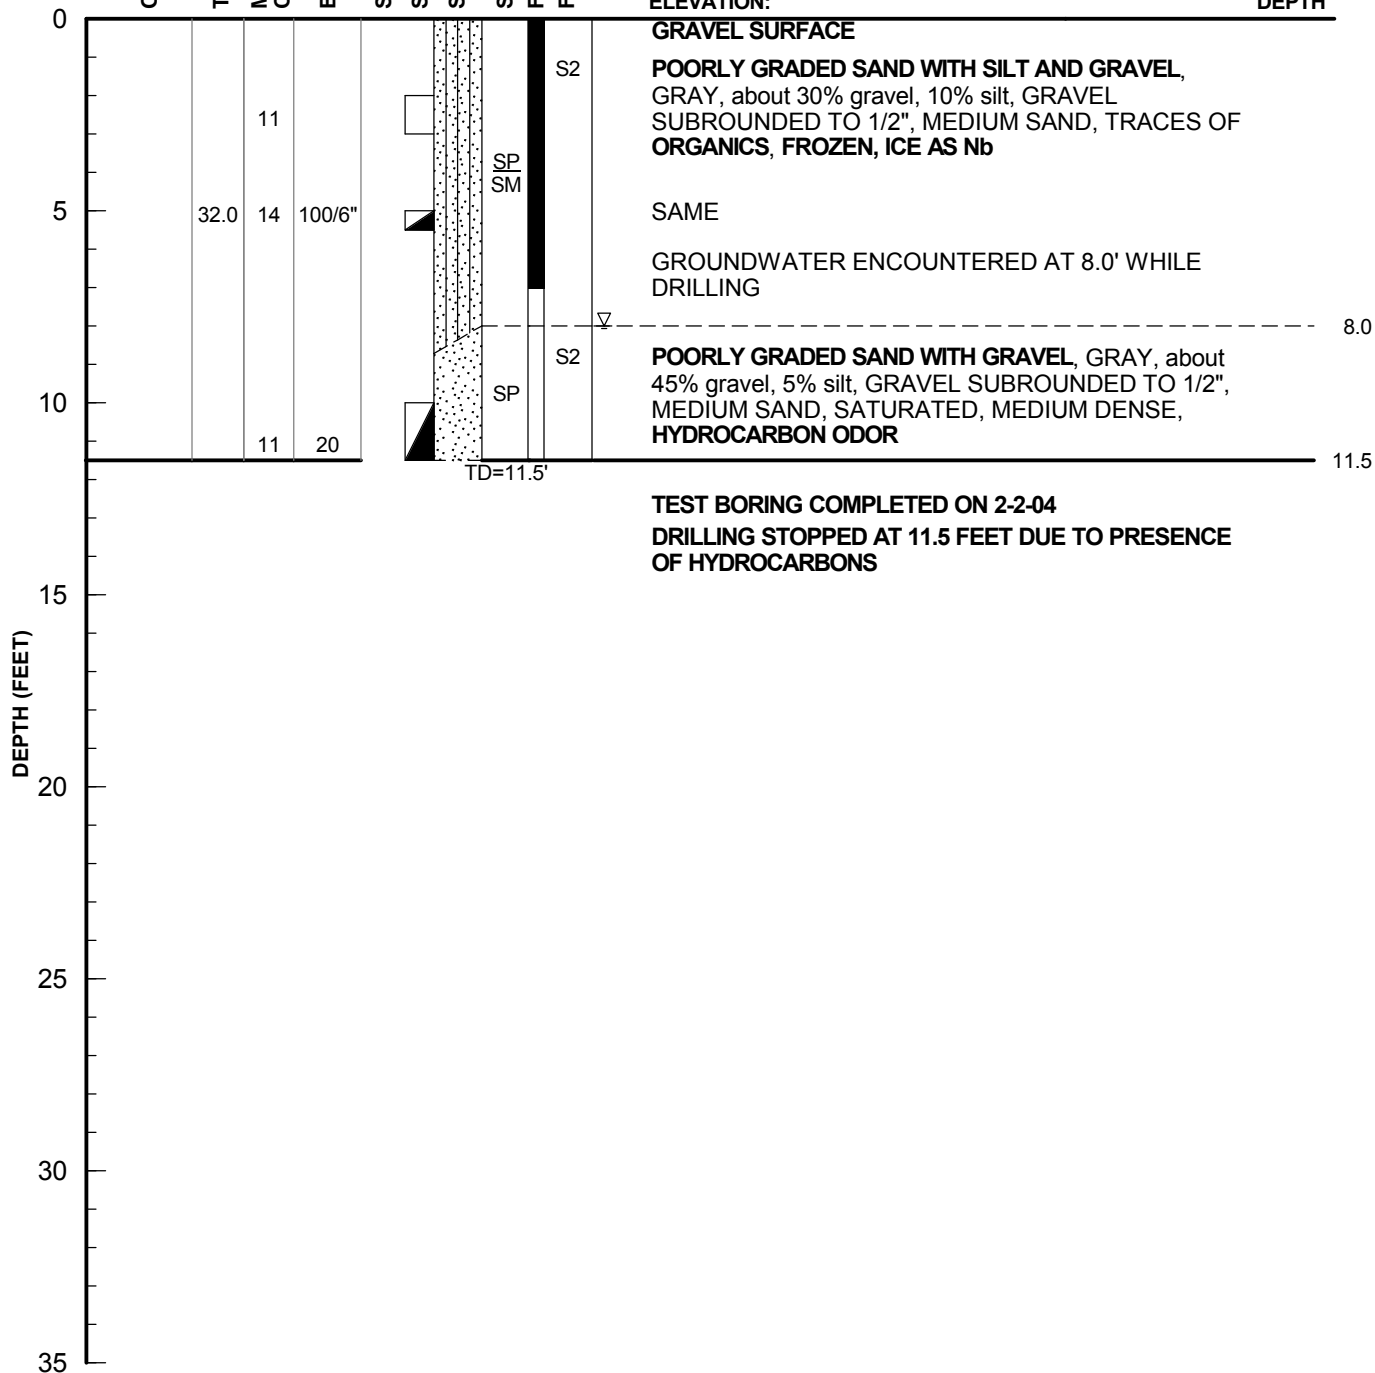 ELEVATION: DEPTH
0
GRAVEL SURFACE
S2
POORLY GRADED SAND WITH SILT AND GRAVEL,
GRAY, about 30% gravel, 10% silt, GRAVEL
11
SUBROUNDED TO 1/2", MEDIUM SAND, TRACES OF
ORGANICS, FROZEN, ICE AS Nb
SP
SM
5
32.0 14 100/6"
SAME
GROUNDWATER ENCOUNTERED AT 8.0' WHILE
DRILLING
8.0
S2
POORLY GRADED SAND WITH GRAVEL, GRAY, about
45% gravel, 5% silt, GRAVEL SUBROUNDED TO 1/2",
SP
10
MEDIUM SAND, SATURATED, MEDIUM DENSE,
HYDROCARBON ODOR
11 20
11.5
TD=11.5'
TEST BORING COMPLETED ON 2-2-04
DRILLING STOPPED AT 11.5 FEET DUE TO PRESENCE
OF HYDROCARBONS
15
DEPTH (FEET)
20
25
30
35